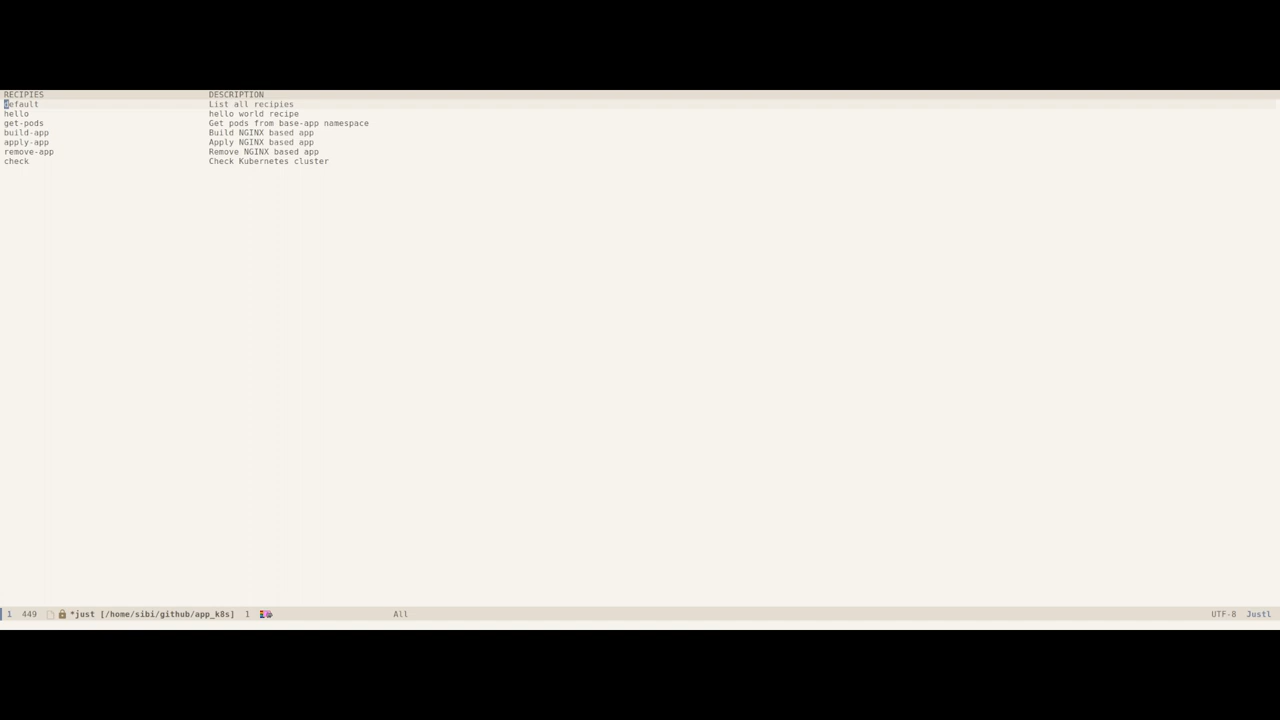 RECIPIES DESCRIPTION
default List all recipies
hello hello world recipe
get-pods Get pods from base-app namespace
build-app Build NGINX based app
apply-app Apply NGINX based app
remove-app Remove NGINX based app
check Check Kubernetes cluster
1 449 *just [/home/sibi/github/app_k8s] 1 All UTF-8 Justl